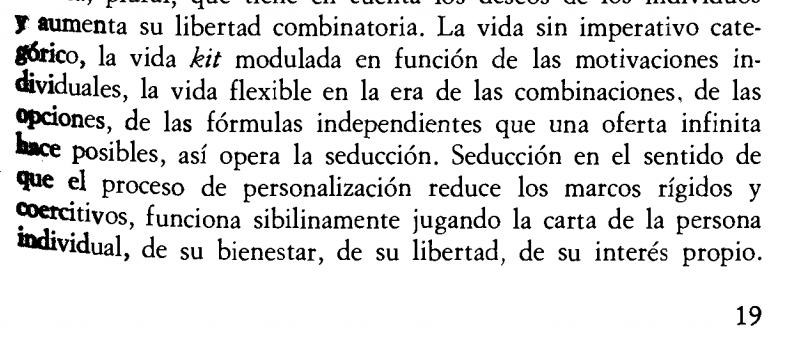 plural, que tiene en cuenta los deseos de los individuos
y aumenta su libertad combinatoria. La vida sin imperativo cate-
górico, la vida kit modulada en función de las motivaciones in-
dividuales, la vida flexible en la era de las combinaciones, de las
opciones, de las fórmulas independientes que una oferta infinita
hace posibles, así opera la seducción. Seducción en el sentido de
que el proceso de personalización reduce los marcos rígidos y
coercitivos, funciona sibilinamente jugando la carta de la persona
individual, de su bienestar, de su libertad, de su interés propio.
19